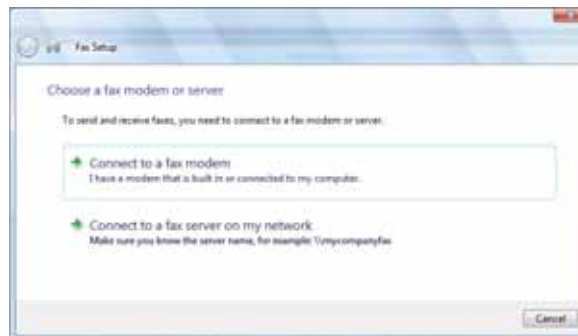 Fax Setup
Choose a fax modem or server
To send and receive faxes, you need to connect to a fax modem or server.
Connect to a fax modem
I have a modem that is built in or connected to my computer.
Connect to a fax server on my network
Make sure you know the server name, for example: \\mycompanyfax
Cancel